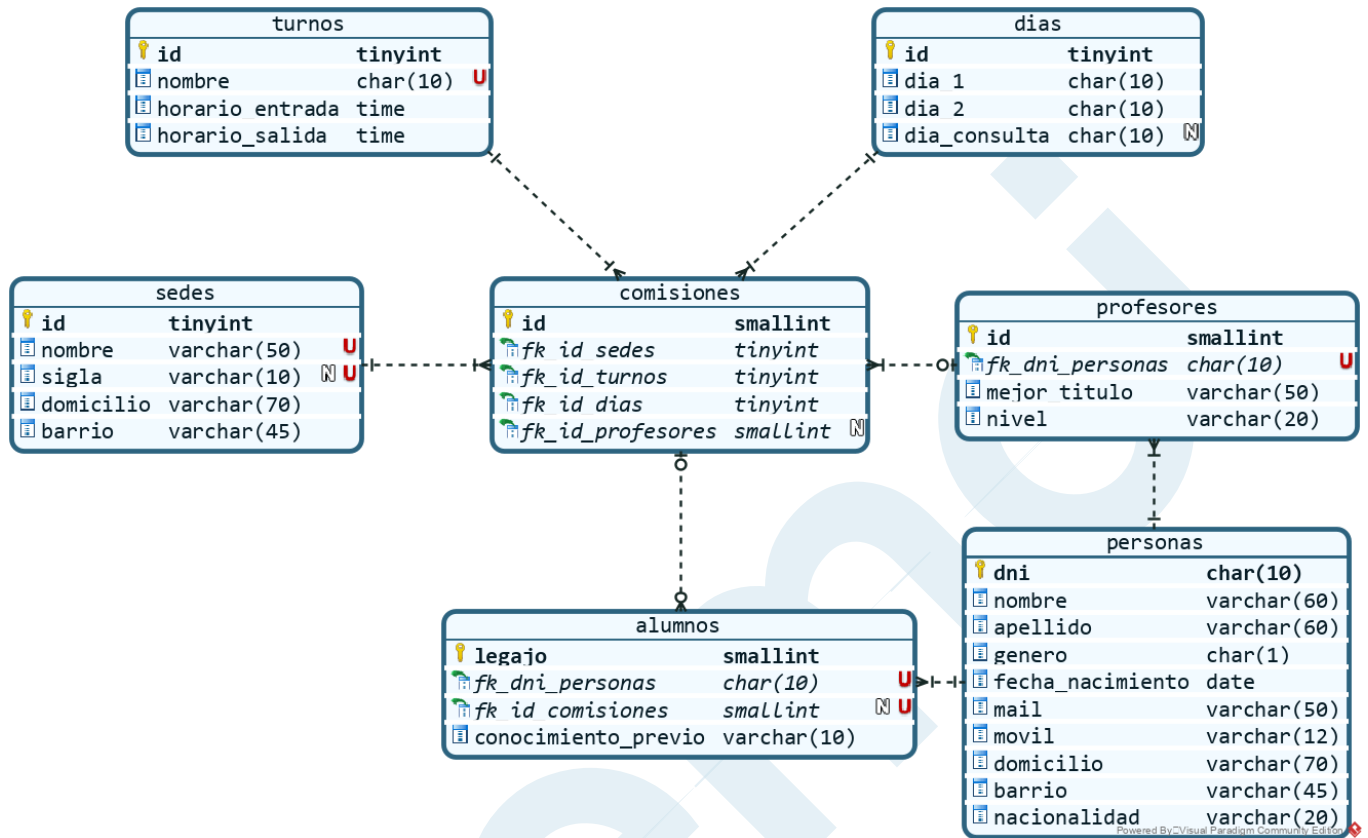 turnos
id tinyint
nombre char(10) U
horario_entrada time
horario_salida time
dias
id tinyint
dia_1 char(10)
dia_2 char(10)
dia_consulta char(10) N
sedes
id tinyint
nombre varchar(50) U
sigla varchar(10) N U
domicilio varchar(70)
barrio varchar(45)
comisiones
id smallint
fk_id_sedes tinyint
fk_id_turnos tinyint
fk_id_dias tinyint
fk_id_profesores smallint N
profesores
id smallint
fk_dni_personas char(10) U
mejor_titulo varchar(50)
nivel varchar(20)
alumnos
legajo smallint
fk_dni_personas char(10) U
fk_id_comisiones smallint N U
conocimiento_previo varchar(10)
personas
dni char(10)
nombre varchar(60)
apellido varchar(60)
genero char(1)
fecha_nacimiento date
mail varchar(50)
movil varchar(12)
domicilio varchar(70)
barrio varchar(45)
nacionalidad varchar(20)
Powered By Visual Paradigm Community Edition